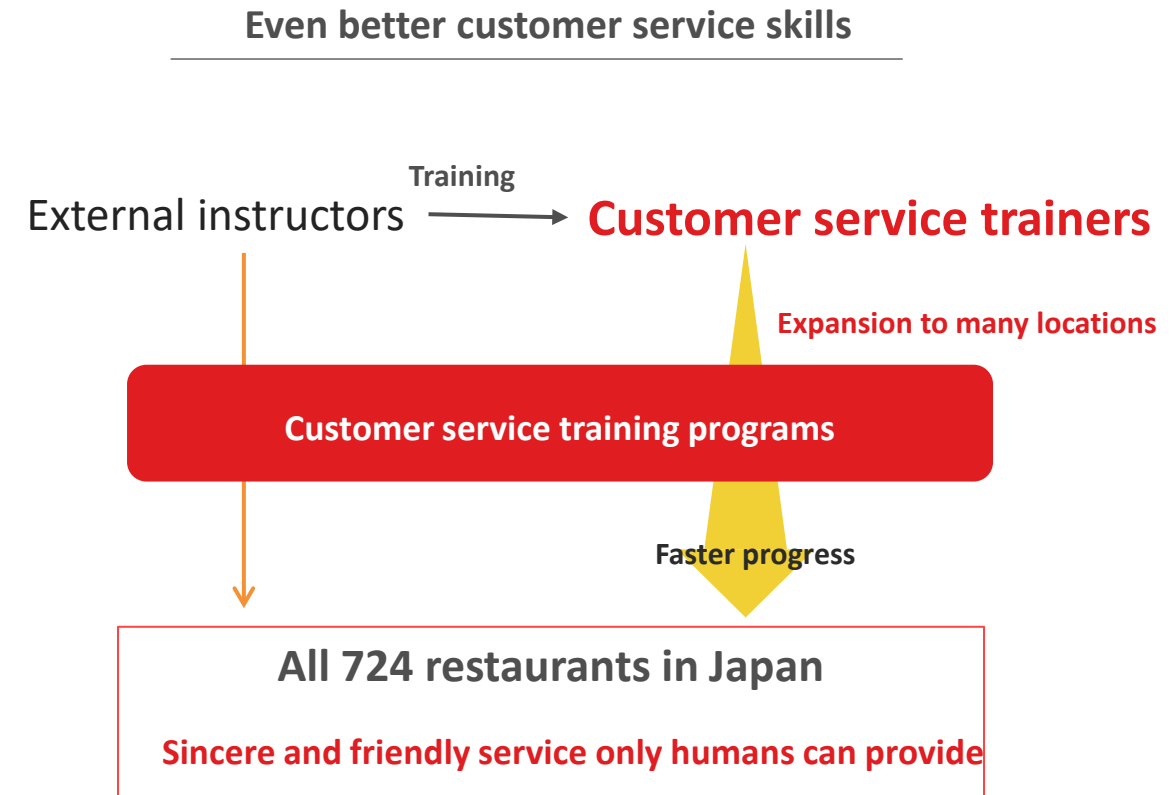 Even better customer service skills
Training
External instructors
Customer service trainers
Expansion to many locations
Customer service training programs
Faster progress
All 724 restaurants in Japan
Sincere and friendly service only humans can provide